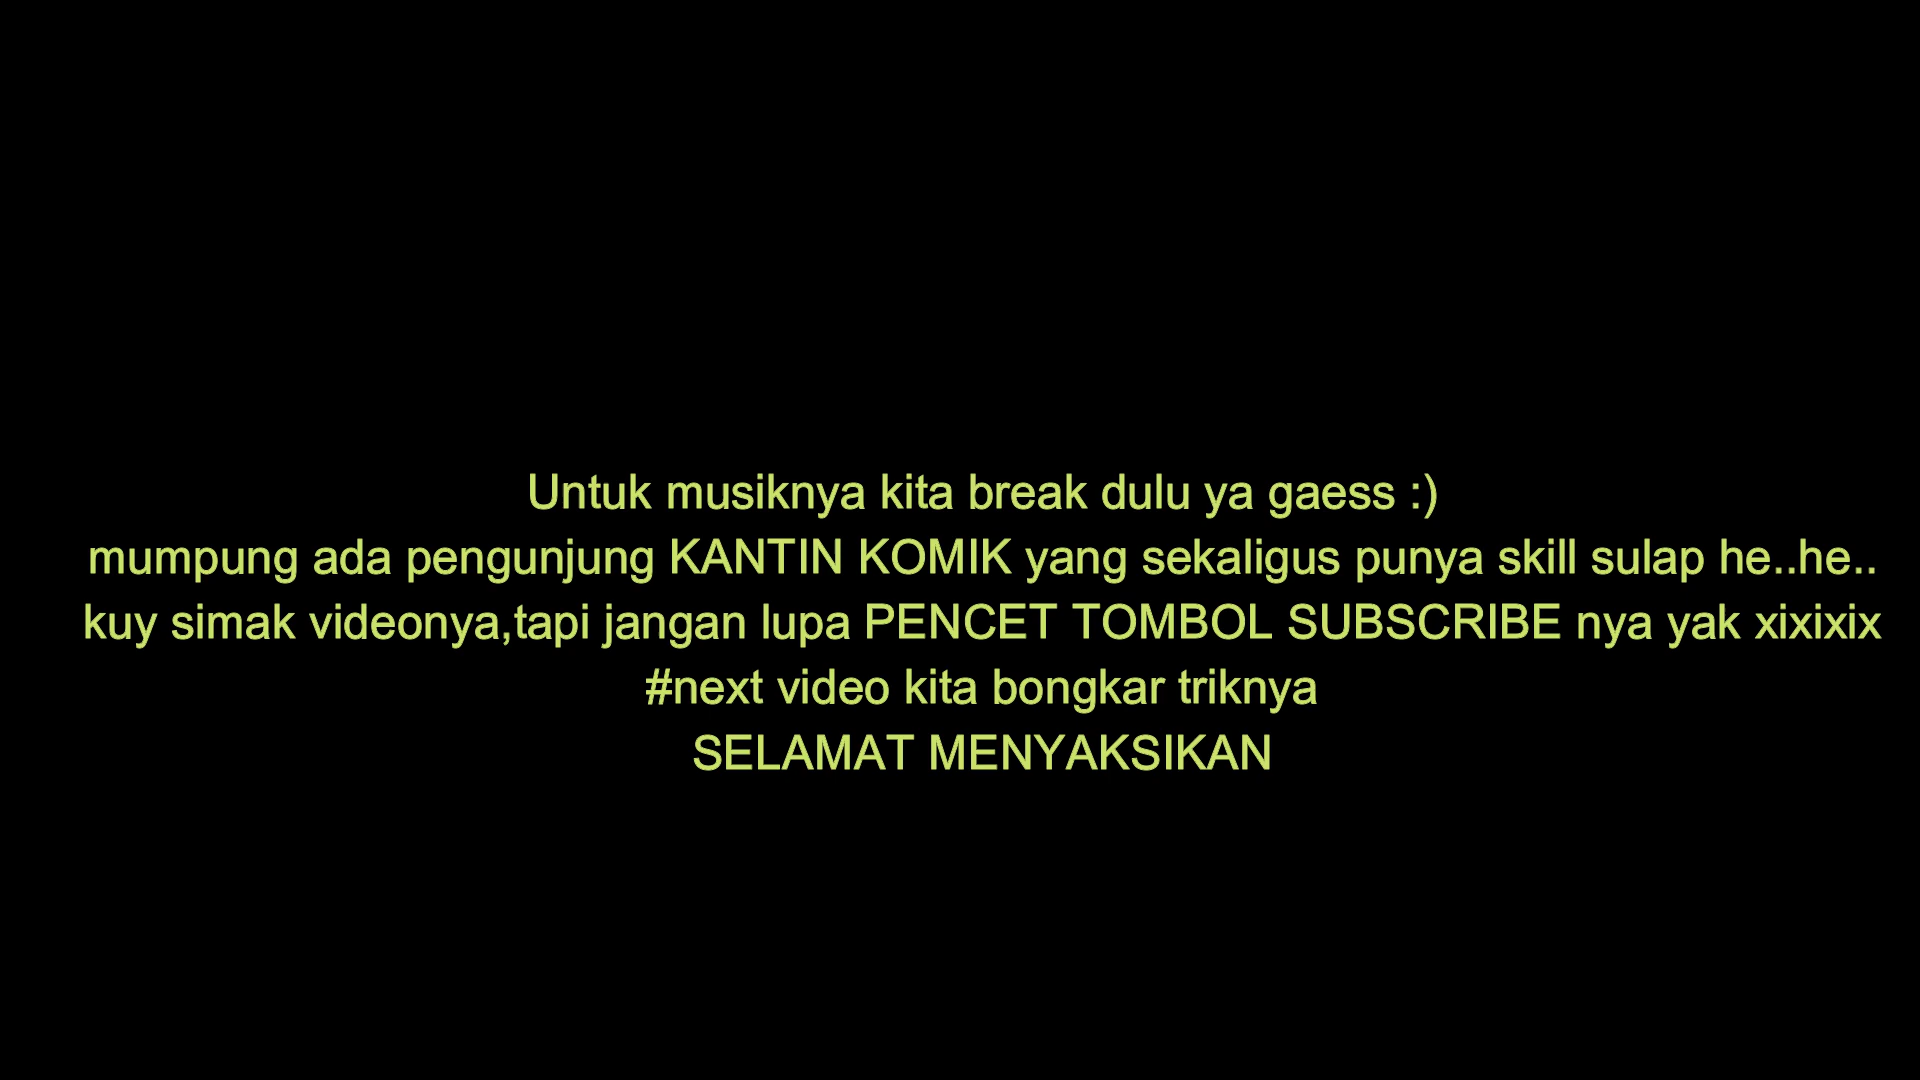 Untuk musiknya kita break dulu ya gaess :)
mumpung ada pengunjung KANTIN KOMIK yang sekaligus punya skill sulap he..he..
kuy simak videonya,tapi jangan lupa PENCET TOMBOL SUBSCRIBE nya yak xixixix
#next video kita bongkar triknya
SELAMAT MENYAKSIKAN